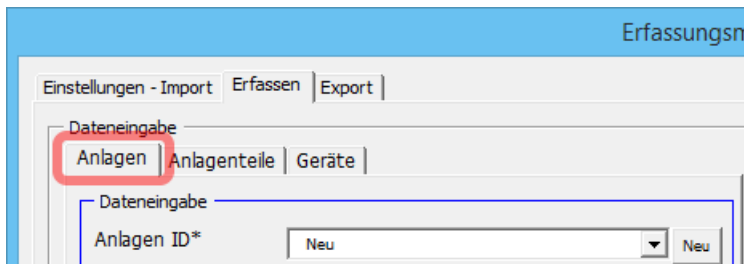 Erfassungsm
Einstellungen - Import Erfassen Export
Dateneingabe
Anlagen Anlagenteile Geräte
Dateneingabe
Anlagen ID* Neu Neu